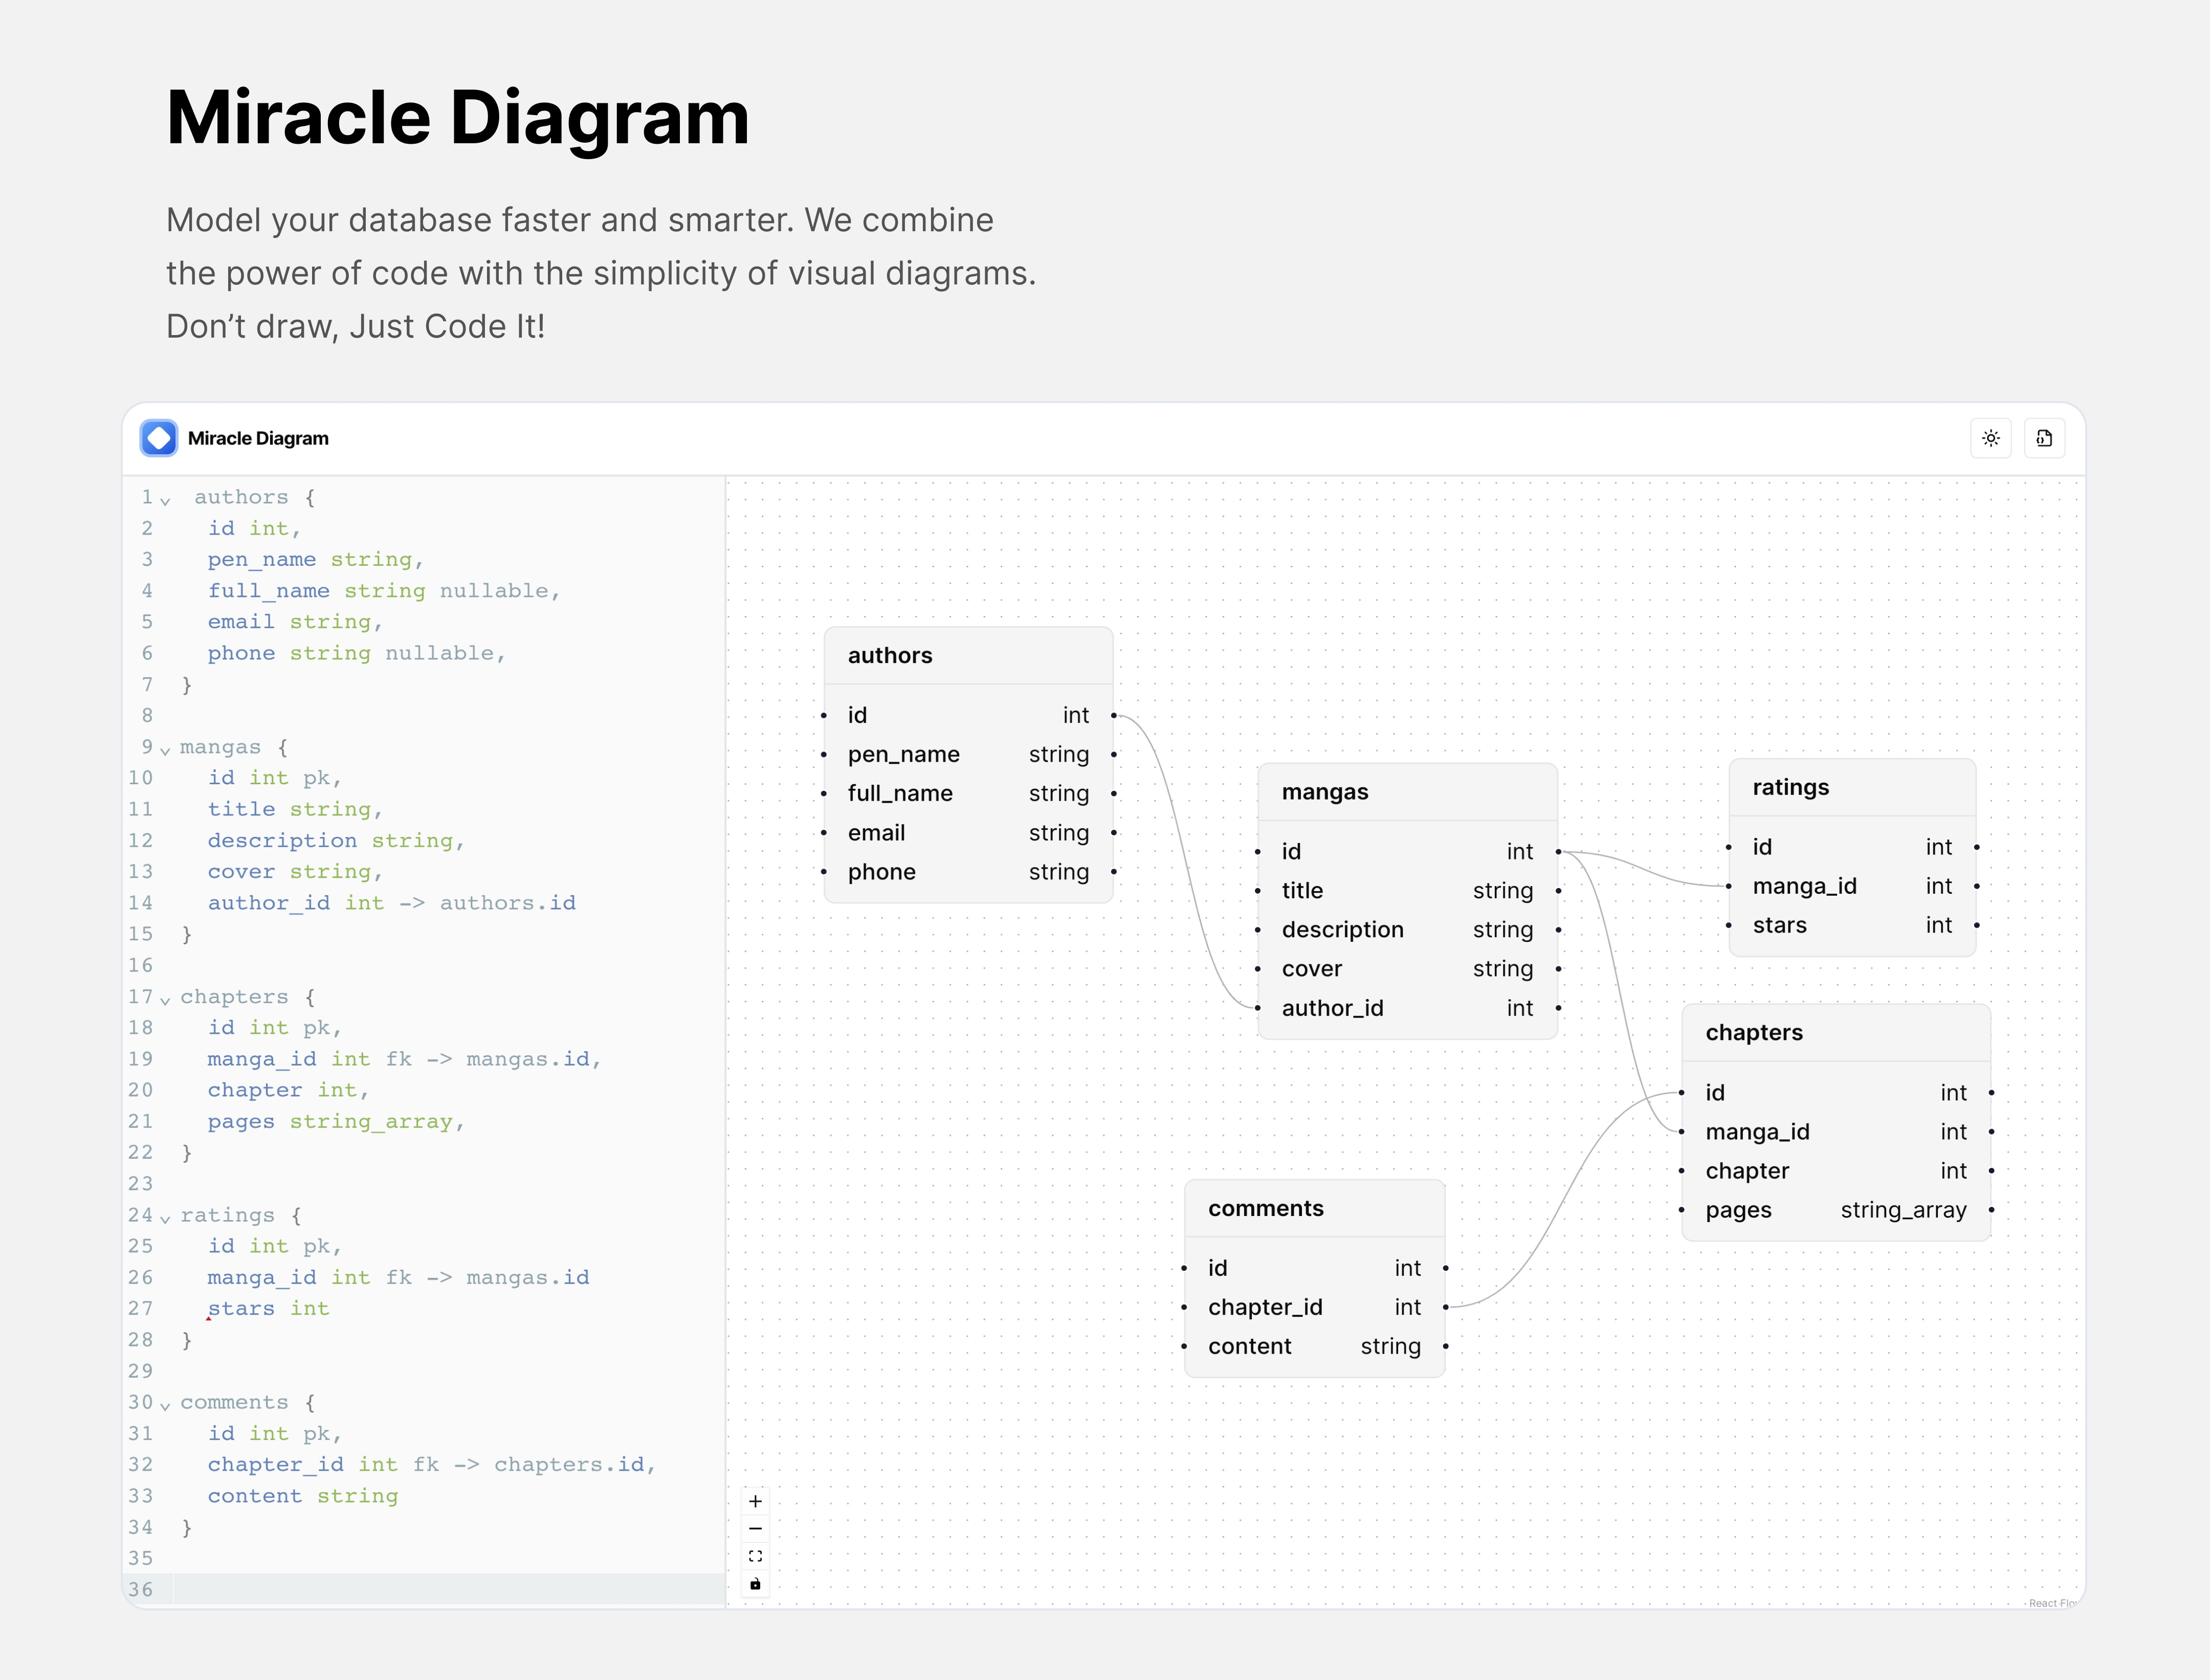 Miracle Diagram
Model your database faster and smarter. We combine
the power of code with the simplicity of visual diagrams.
Don’t draw, Just Code It!
Miracle Diagram
1 authors {
2 id int,
3 pen_name string,
4 full_name string nullable,
5 email string,
6 phone string nullable,
7 }
8
9 mangas {
10 id int pk,
11 title string,
12 description string,
13 cover string,
14 author_id int -> authors.id
15 }
16
17 chapters {
18 id int pk,
19 manga_id int fk -> mangas.id,
20 chapter int,
21 pages string_array,
22 }
23
24 ratings {
25 id int pk,
26 manga_id int fk -> mangas.id
27 stars int
28 }
29
30 comments {
31 id int pk,
32 chapter_id int fk -> chapters.id,
33 content string
34 }
35
36
authors
id int
pen_name string
full_name string
email string
phone string
mangas
id int
title string
description string
cover string
author_id int
ratings
id int
manga_id int
stars int
chapters
id int
manga_id int
chapter int
pages string_array
comments
id int
chapter_id int
content string
React Flow